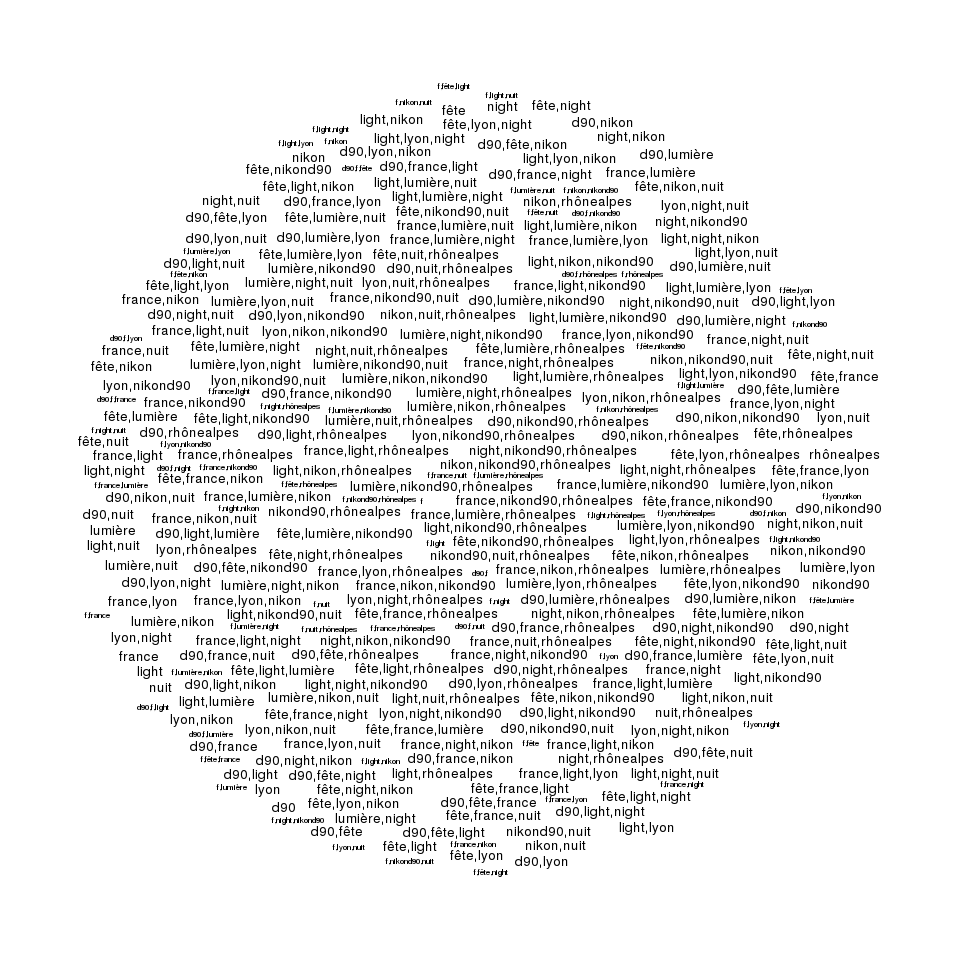 f,fête,light
f,light,nuit
f,nikon,nuit fête night fête,night
light,nikon fête,lyon,night d90,nikon
f,light,night light,lyon,night night,nikon
f,light,lyon f,nikon d90,fête,nikon
nikon d90,lyon,nikon light,lyon,nikon d90,lumière
fête,nikond90 d90,f,fête d90,france,light d90,france,night france,lumière
fête,light,nikon light,lumière,nuit f,lumière,nuit f,nikon,nikond90 fête,nikon,nuit
night,nuit d90,france,lyon light,lumière,night nikon,rhônealpes lyon,night,nuit
d90,fête,lyon fête,lumière,nuit fête,nikond90,nuit f,fête,nuit d90,f,nikond90 night,nikond90
france,lumière,nuit light,lumière,nikon
d90,lyon,nuit d90,lumière,lyon france,lumière,night france,lumière,lyon light,night,nikon
f,lumière,lyon fête,lumière,lyon fête,nuit,rhônealpes light,lyon,nuit
d90,light,nuit lumière,nikond90 d90,nuit,rhônealpes light,nikon,nikond90 d90,lumière,nuit
f,fête,nikon d90,f,rhônealpes f,rhônealpes
fête,light,lyon lumière,night,nuit lyon,nuit,rhônealpes france,light,nikond90 light,lumière,lyon f,fête,lyon
france,nikon lumière,lyon,nuit france,nikond90,nuit d90,lumière,nikond90 night,nikond90,nuit d90,light,lyon
d90,night,nuit d90,lyon,nikond90 nikon,nuit,rhônealpes light,lumière,nikond90 d90,lumière,night f,nikond90
france,light,nuit lyon,nikon,nikond90 lumière,night,nikond90 france,lyon,nikond90 france,night,nuit
d90,f,lyon
france,nuit fête,lumière,night night,nuit,rhônealpes fête,lumière,rhônealpes f,fête,nikond90 fête,night,nuit
fête,nikon lumière,lyon,night lumière,nikond90,nuit france,night,rhônealpes nikon,nikond90,nuit
lyon,nikond90 lyon,nikond90,nuit lumière,nikon,nikond90 light,lumière,rhônealpes light,lyon,nikond90 fête,france
f,france,light d90,france,nikond90 lumière,night,rhônealpes f,light,lumière d90,fête,lumière
d90,f,france france,nikond90 f,night,rhônealpes f,lumière,nikond90 lumière,nikon,rhônealpes lyon,nikon,rhônealpes f,nikon,rhônealpes france,lyon,night
fête,lumière fête,light,nikond90 lumière,nuit,rhônealpes d90,nikond90,rhônealpes d90,nikon,nikond90 lyon,nuit
f,night,nuit d90,rhônealpes d90,light,rhônealpes lyon,nikond90,rhônealpes d90,nikon,rhônealpes fête,rhônealpes
fête,nuit f,lyon,nikond90
france,light france,rhônealpes france,light,rhônealpes night,nikond90,rhônealpes fête,lyon,rhônealpes rhônealpes
light,night d90,f,night f,france,nikond90 light,nikon,rhônealpes nikon,nikond90,rhônealpes light,night,rhônealpes fête,france,lyon
f,france,lumière fête,france,nikon f,fête,rhônealpes f,france,nuit f,lumière,rhônealpes
lumière,nikond90,rhônealpes france,lumière,nikond90 lumière,lyon,nikon
d90,nikon,nuit france,lumière,nikon f,nikond90,rhônealpes f france,nikond90,rhônealpes fête,france,nikond90 f,lyon,nikon
d90,nuit f,night,nikon nikond90,rhônealpes france,lumière,rhônealpes f,light,rhônealpes f,lyon,rhônealpes d90,f,nikon d90,nikond90
france,nikon,nuit
lumière d90,light,lumière fête,lumière,nikond90 light,nikond90,rhônealpes lumière,lyon,nikond90 night,nikon,nuit
light,nuit lyon,rhônealpes f,light fête,nikond90,rhônealpes light,lyon,rhônealpes f,light,nikond90
fête,night,rhônealpes nikond90,nuit,rhônealpes fête,nikon,rhônealpes nikon,nikond90
lumière,nuit d90,fête,nikond90 france,lyon,rhônealpes d90,f france,nikon,rhônealpes lumière,rhônealpes lumière,lyon
d90,lyon,night lumière,night,nikon france,nikon,nikond90 lumière,lyon,rhônealpes fête,lyon,nikond90 nikond90
france,lyon france,lyon,nikon f,nuit lyon,night,rhônealpes f,night d90,lumière,rhônealpes d90,lumière,nikon f,fête,lumière
f,france light,nikond90,nuit fête,france,rhônealpes night,nikon,rhônealpes fête,lumière,nikon
lumière,nikon f,lumière,night f,nuit,rhônealpes f,france,rhônealpes d90,f,nuit d90,france,rhônealpes d90,night,nikond90 d90,night
lyon,night france,light,night night,nikon,nikond90 france,nuit,rhônealpes fête,night,nikond90 fête,light,nuit
france d90,france,nuit d90,fête,rhônealpes france,night,nikond90 f,lyon d90,france,lumière fête,lyon,nuit
light f,lumière,nikon fête,light,lumière fête,light,rhônealpes d90,night,rhônealpes france,night
nuit d90,light,nikon light,night,nikond90 d90,lyon,rhônealpes france,light,lumière light,nikond90
d90,f,light light,lumière lumière,nikon,nuit light,nuit,rhônealpes fête,nikon,nikond90 light,nikon,nuit
lyon,nikon fête,france,night lyon,night,nikond90 d90,light,nikond90 nuit,rhônealpes
d90,f,lumière lyon,nikon,nuit fête,france,lumière d90,nikond90,nuit lyon,night,nikon f,lyon,night
d90,france france,lyon,nuit france,night,nikon f,fête france,light,nikon d90,fête,nuit
f,fête,france d90,night,nikon f,light,nikon d90,france,nikon night,rhônealpes
d90,light d90,fête,night light,rhônealpes france,light,lyon light,night,nuit
f,lumière lyon fête,night,nikon fête,france,light f,france,night
d90 fête,lyon,nikon d90,fête,france f,france,lyon fête,light,night
f,night,nikond90 lumière,night fête,france,nuit d90,light,night
d90,fête d90,fête,light nikond90,nuit light,lyon
f,lyon,nuit fête,light f,france,nikon nikon,nuit
f,nikond90,nuit fête,lyon d90,lyon
f,fête,night